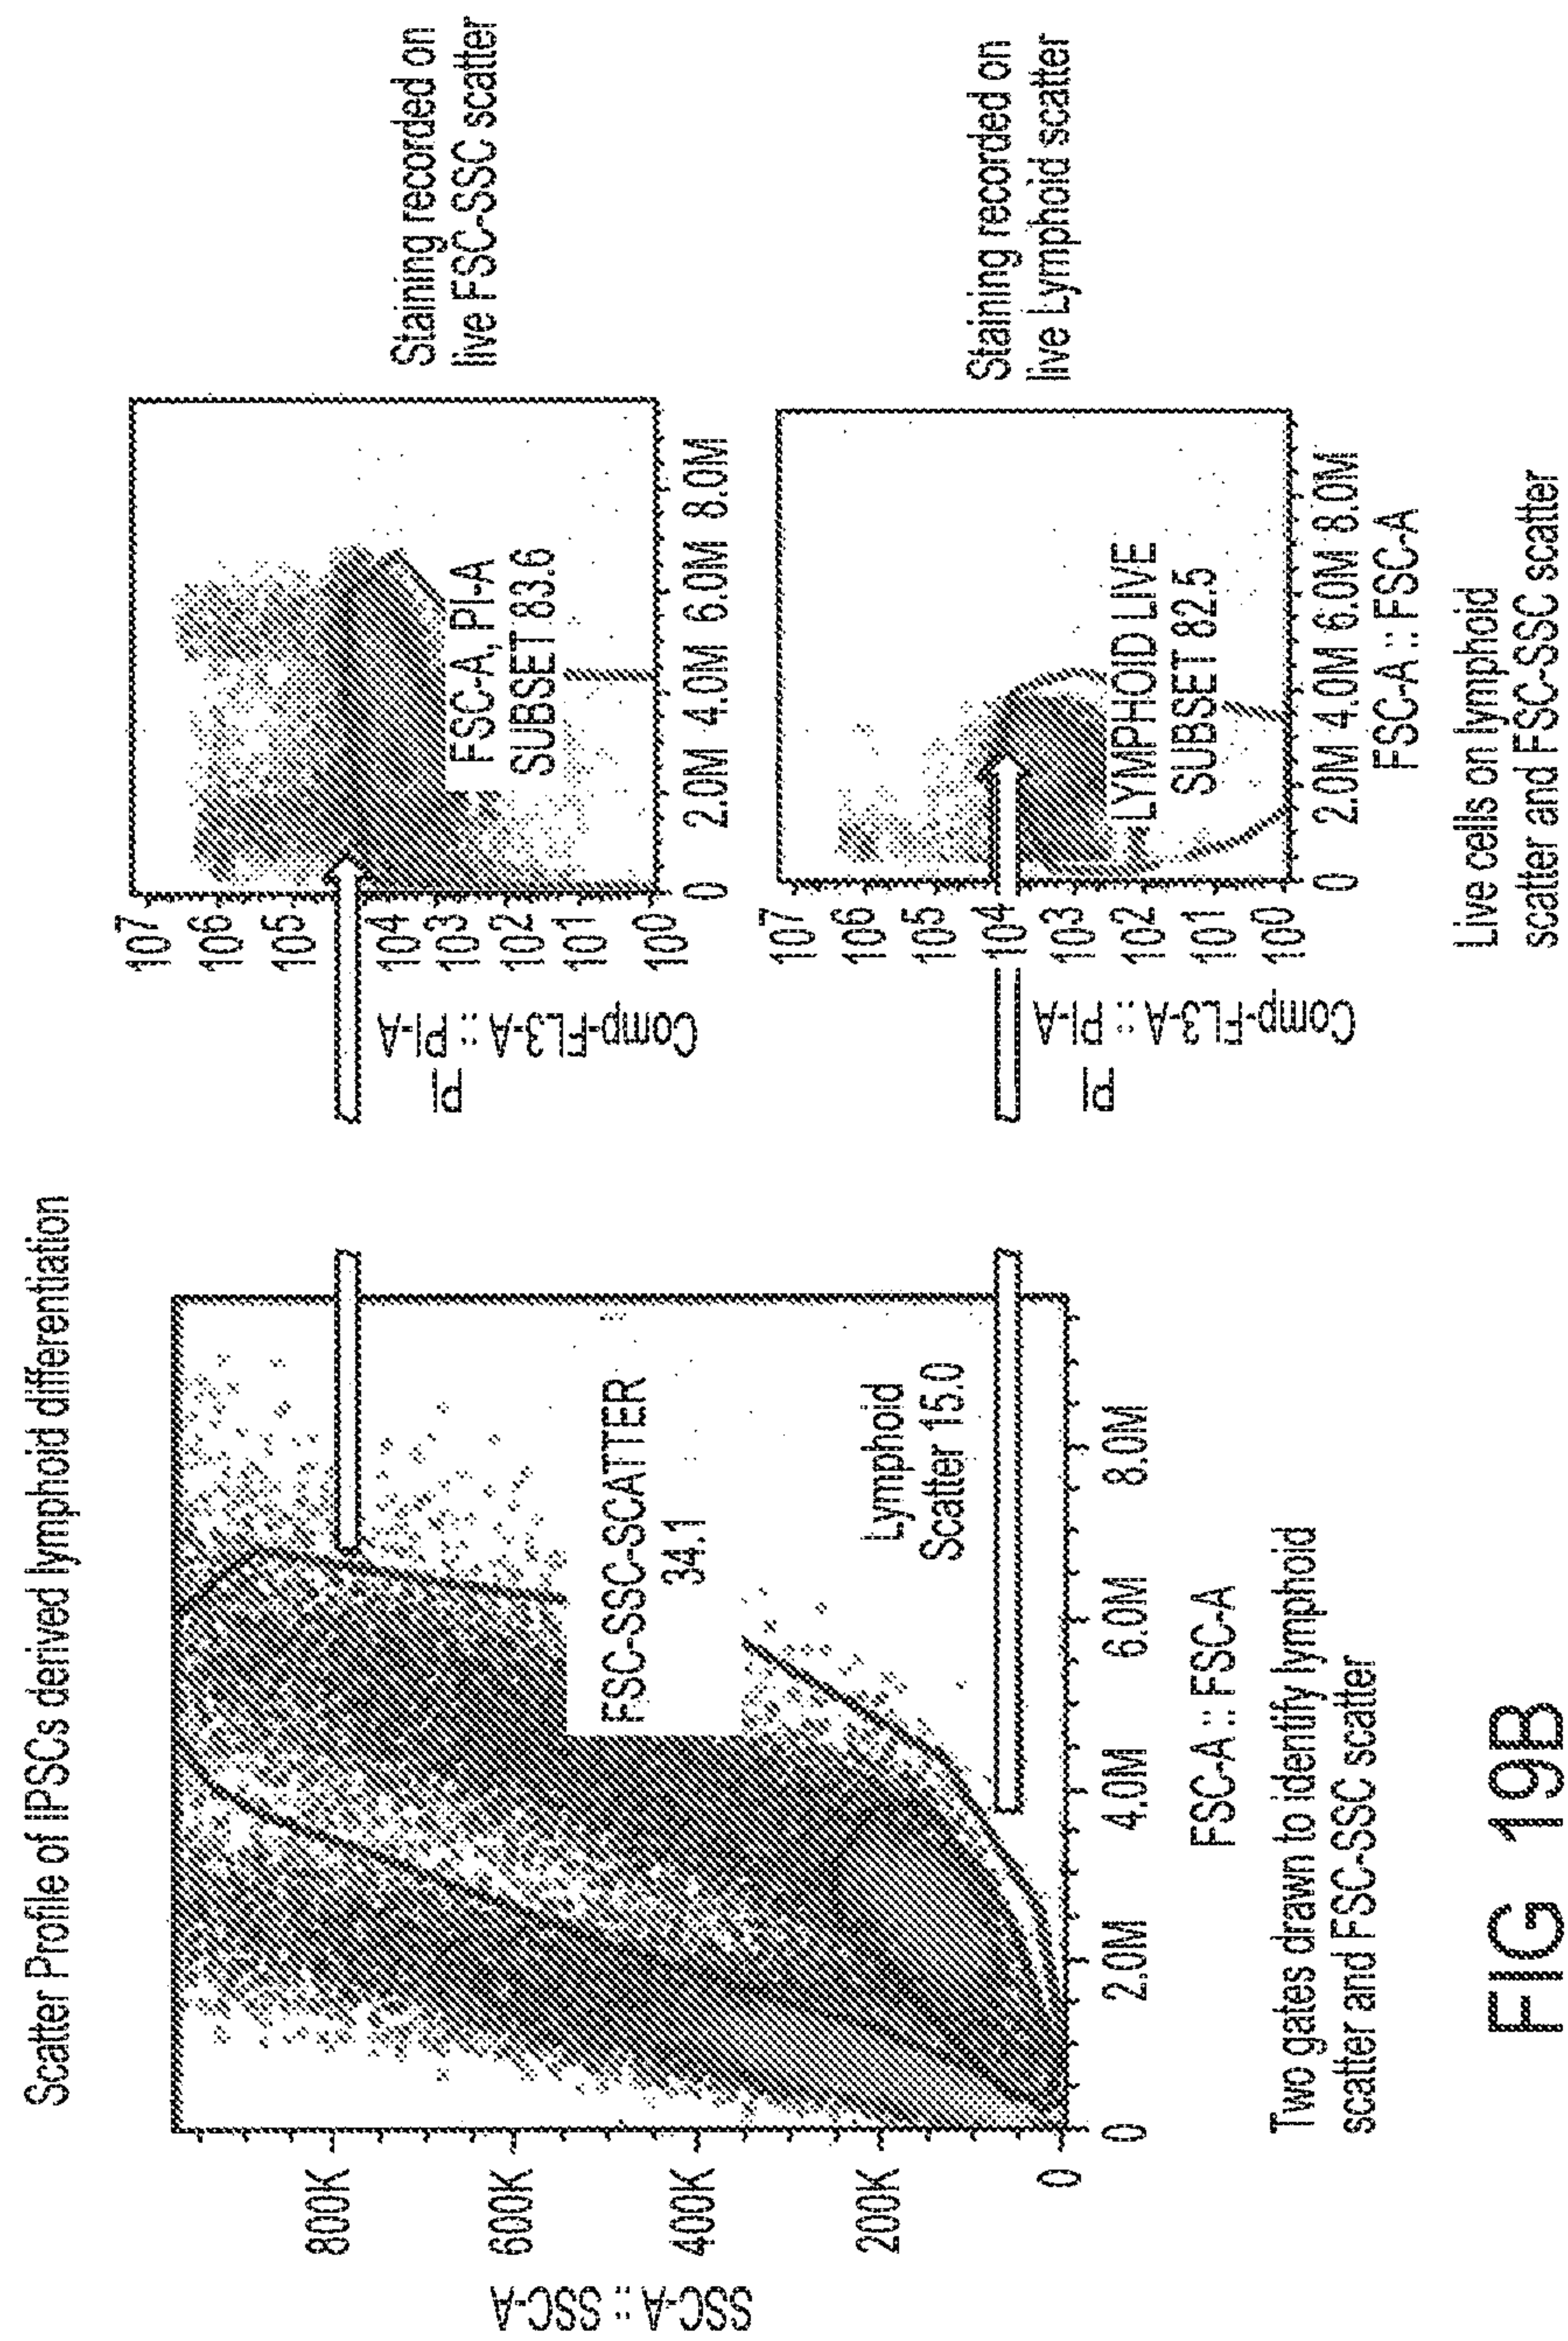 Scatter Profile of iPSCs derived lymphoid differentiation
SSC-A :: SSC-A
800K
600K
400K
200K
0
FSC-SSC-SCATTER
34.1
Lymphoid
Scatter 15.0
0
2.0M
4.0M
6.0M
8.0M
FSC-A :: FSC-A
Two gates drawn to identify lymphoid
scatter and FSC-SSC scatter
PI
Comp-FL3-A :: PI-A
107
106
105
104
103
102
101
100
FSC-A, PI-A
SUBSET 83.6
0 2.0M 4.0M 6.0M 8.0M
Staining recorded on
live FSC-SSC scatter
PI
Comp-FL3-A :: PI-A
107
106
105
104
103
102
101
100
LYMPHOID LIVE
SUBSET 82.5
0 2.0M 4.0M 6.0M 8.0M
FSC-A :: FSC-A
Staining recorded on
live Lymphoid scatter
Live cells on lymphoid
scatter and FSC-SSC scatter
FIG 19B